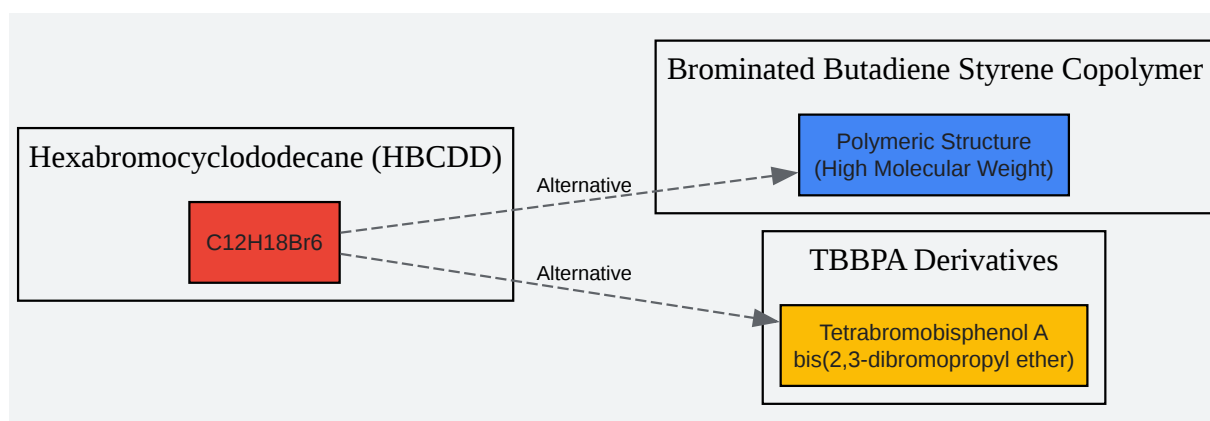 Hexabromocyclododecane (HBCDD)
C12H18Br6
Alternative
Alternative
Brominated Butadiene Styrene Copolymer
Polymeric Structure
(High Molecular Weight)
TBBPA Derivatives
Tetrabromobisphenol A
bis(2,3-dibromopropyl ether)